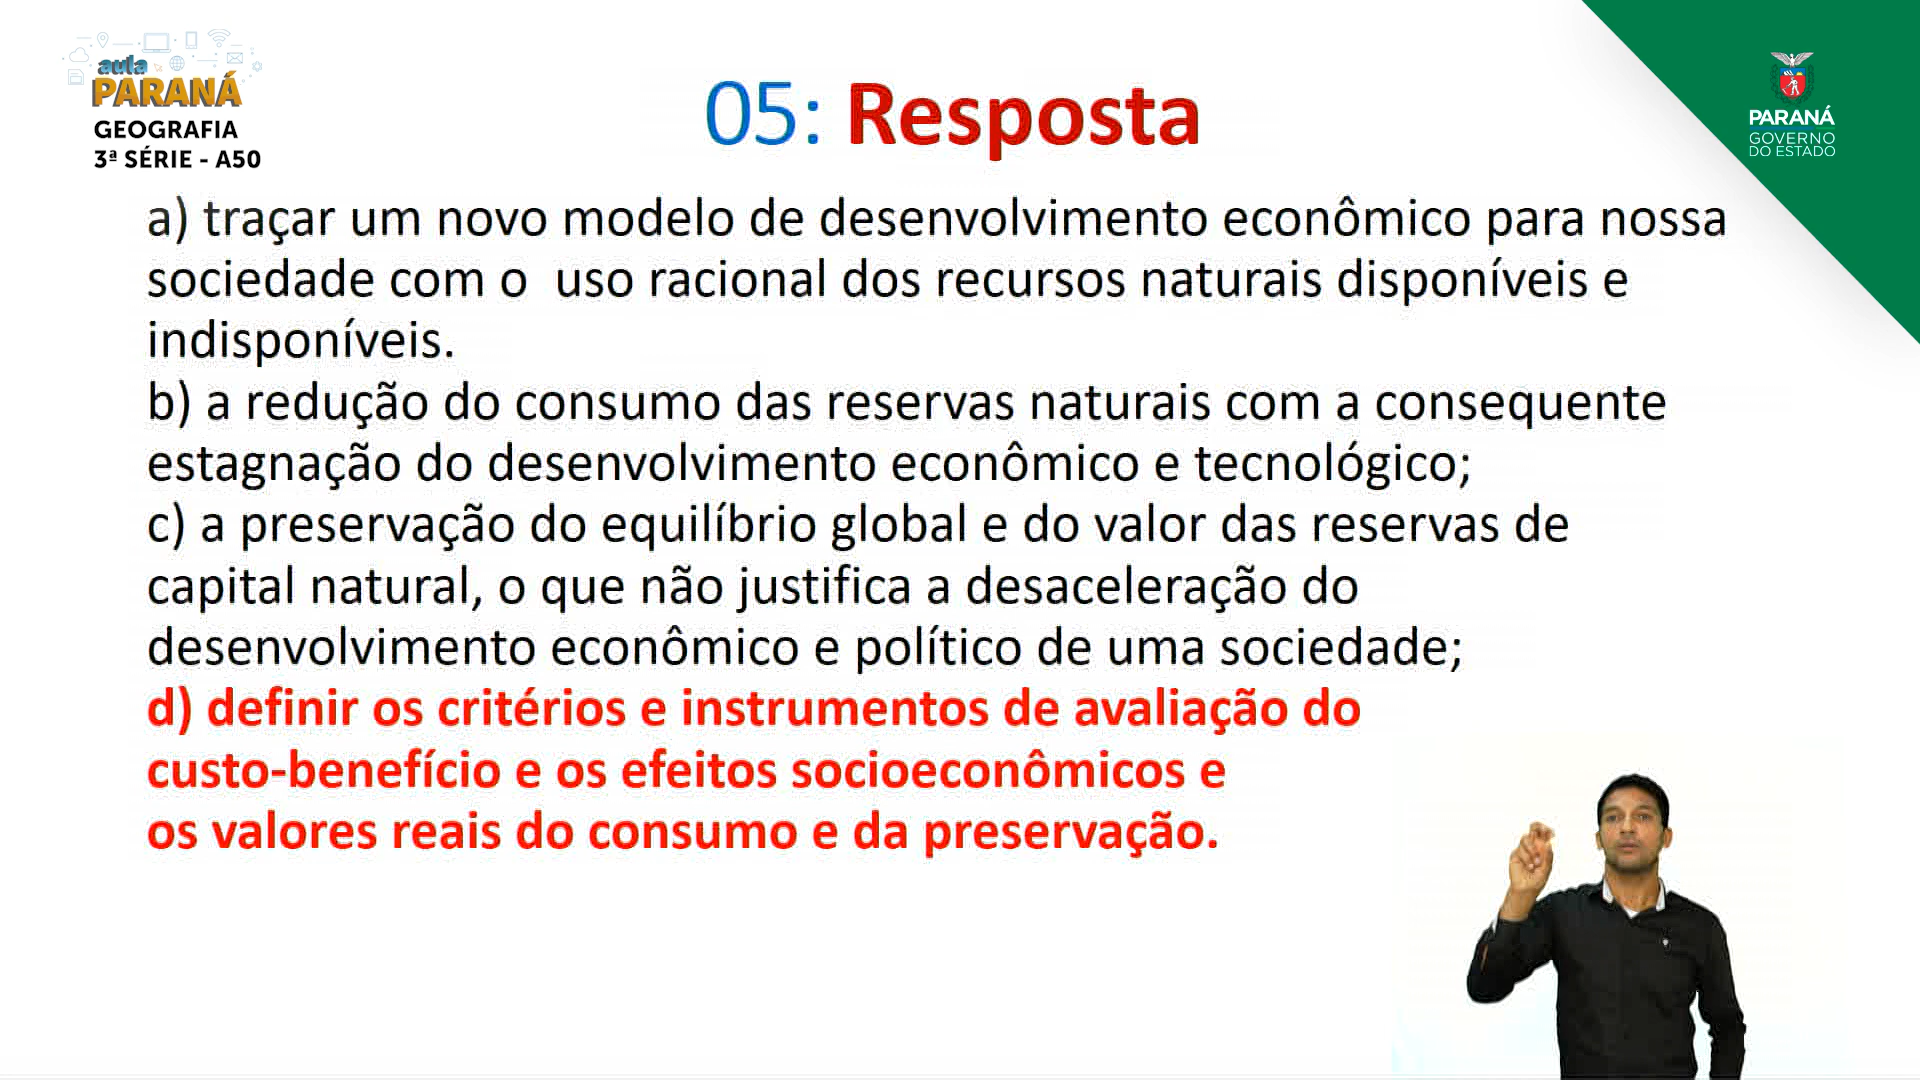 aula
PARANÁ
GEOGRAFIA
3ª SÉRIE - A50
05: Resposta
PARANÁ
GOVERNO
DO ESTADO
a) traçar um novo modelo de desenvolvimento econômico para nossa
sociedade com o  uso racional dos recursos naturais disponíveis e
indisponíveis.
b) a redução do consumo das reservas naturais com a consequente
estagnação do desenvolvimento econômico e tecnológico;
c) a preservação do equilíbrio global e do valor das reservas de
capital natural, o que não justifica a desaceleração do
desenvolvimento econômico e político de uma sociedade;
d) definir os critérios e instrumentos de avaliação do
custo-benefício e os efeitos socioeconômicos e
os valores reais do consumo e da preservação.